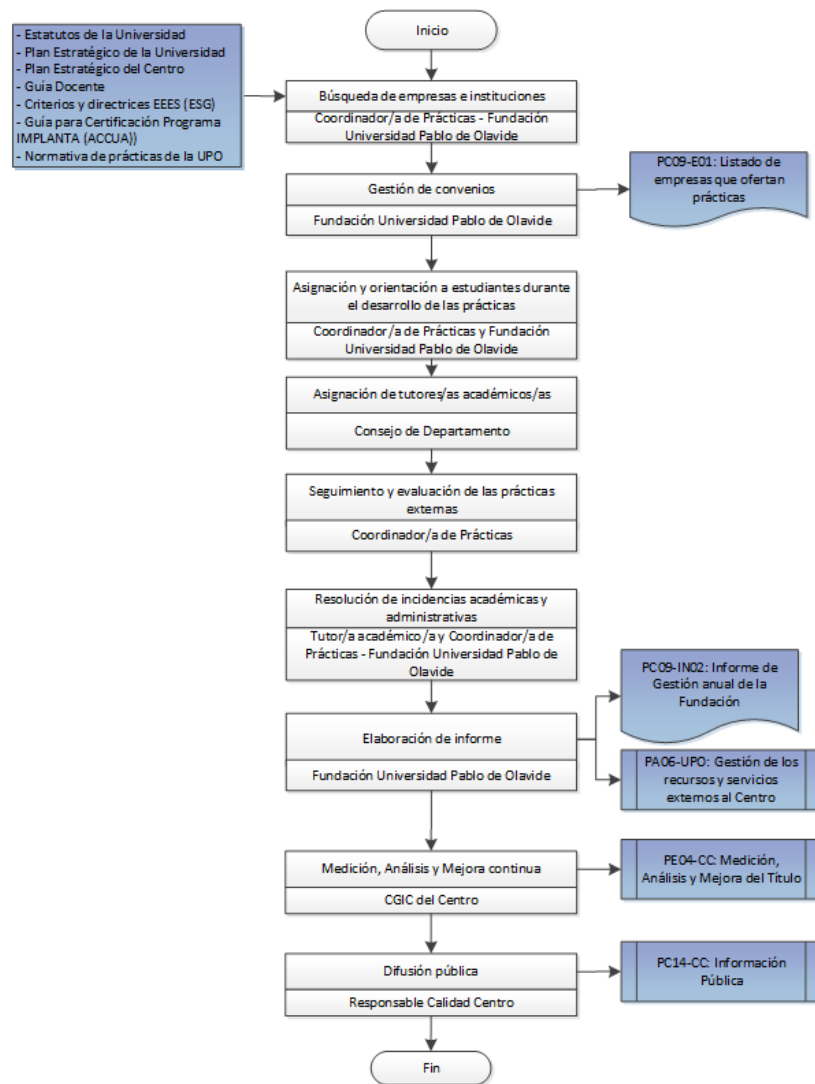 Inicio
- Estatutos de la Universidad
- Plan Estratégico de la Universidad
- Plan Estratégico del Centro
- Guía Docente
- Criterios y directrices EEES (ESG)
- Guía para Certificación Programa
IMPLANTA (ACCUA))
- Normativa de prácticas de la UPO
Búsqueda de empresas e instituciones
Coordinador/a de Prácticas - Fundación
Universidad Pablo de Olavide
Gestión de convenios
Fundación Universidad Pablo de Olavide
PC09-E01: Listado de
empresas que ofertan
prácticas
Asignación y orientación a estudiantes durante
el desarrollo de las prácticas
Coordinador/a de Prácticas y Fundación
Universidad Pablo de Olavide
Asignación de tutores/as académicos/as
Consejo de Departamento
Seguimiento y evaluación de las prácticas
externas
Coordinador/a de Prácticas
Resolución de incidencias académicas y
administrativas
Tutor/a académico/a y Coordinador/a de
Prácticas - Fundación Universidad Pablo de
Olavide
Elaboración de informe
Fundación Universidad Pablo de Olavide
PC09-IN02: Informe de
Gestión anual de la
Fundación
PA06-UPO: Gestión de los
recursos y servicios
externos al Centro
Medición, Análisis y Mejora continua
CGIC del Centro
PE04-CC: Medición,
Análisis y Mejora del Título
Difusión pública
Responsable Calidad Centro
PC14-CC: Información
Pública
Fin